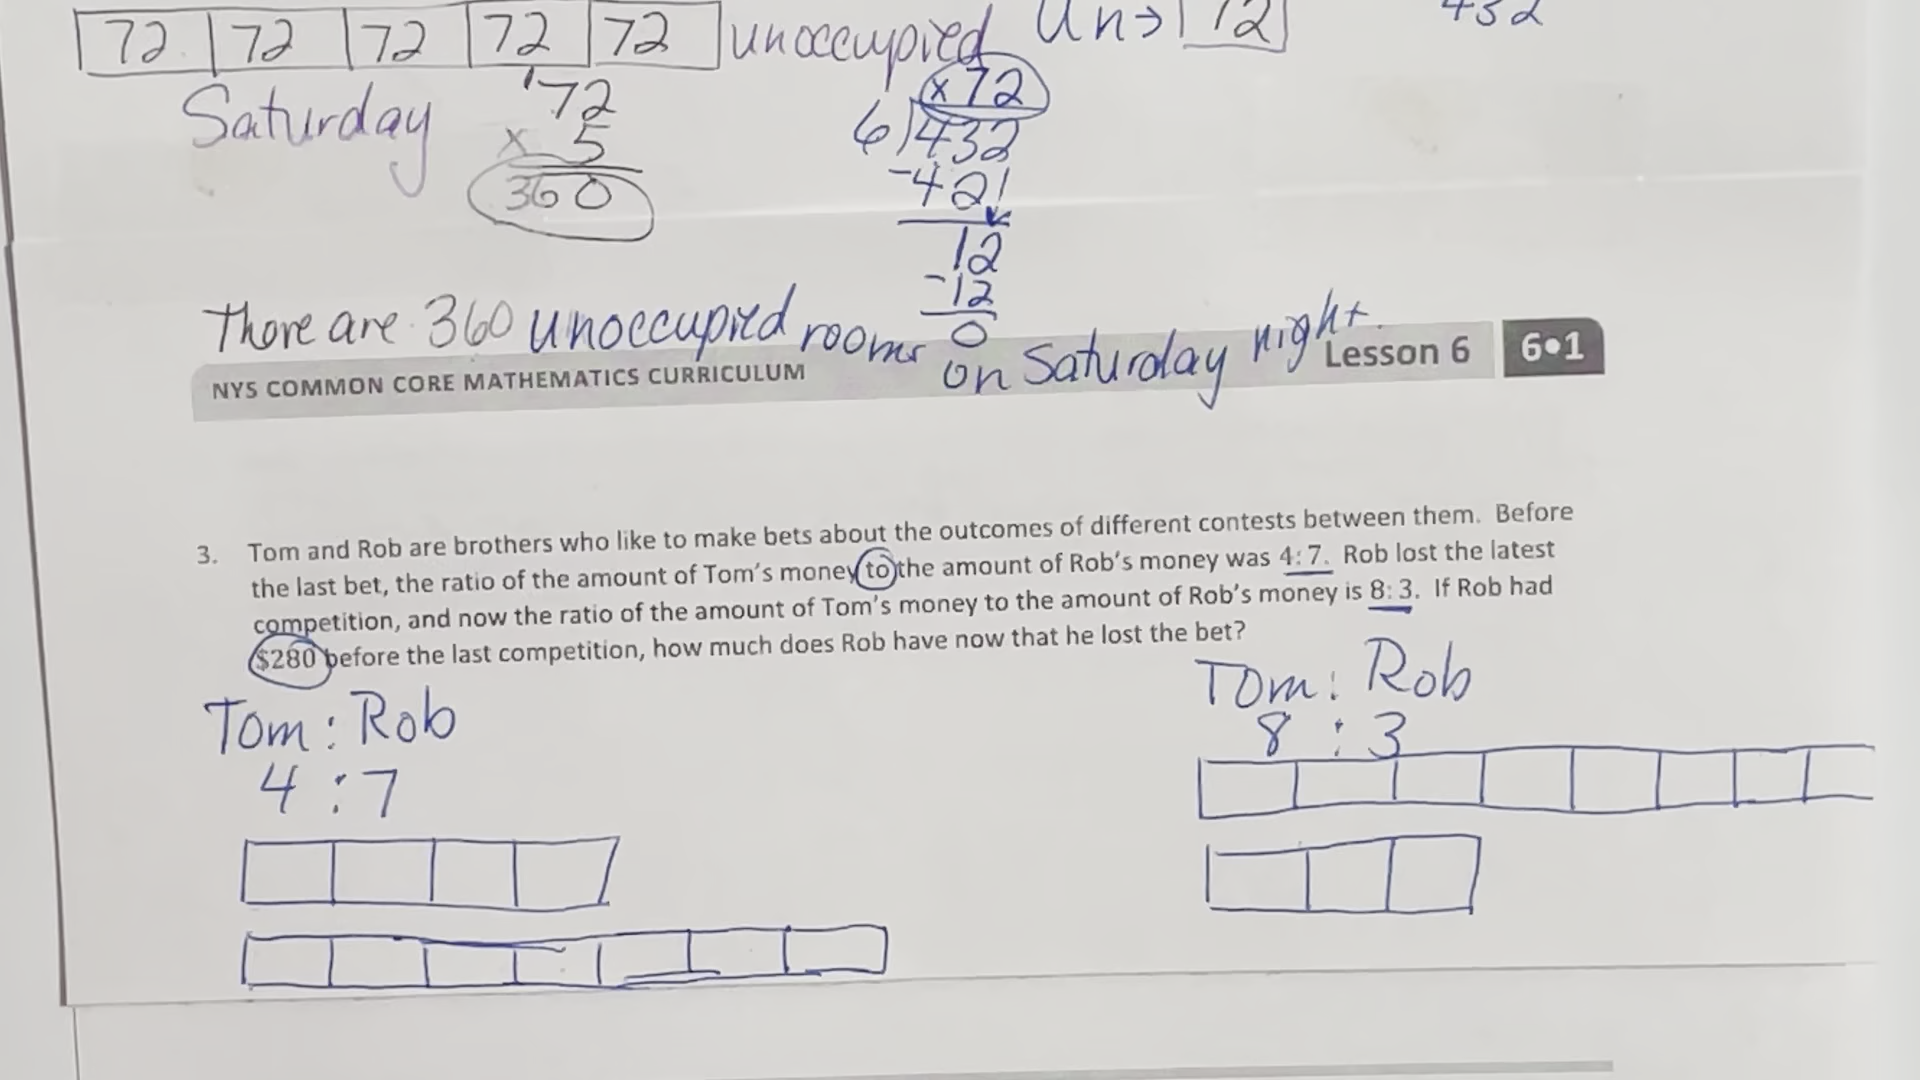 72 72 72 72 72 unoccupied Un→ 72 432
Saturday
72
x 5
360
x 72
6)432
-42
12
-12
0
There are 360 unoccupied rooms on Saturday night.
NYS COMMON CORE MATHEMATICS CURRICULUM Lesson 6 6•1
3. Tom and Rob are brothers who like to make bets about the outcomes of different contests between them. Before
the last bet, the ratio of the amount of Tom's money to the amount of Rob's money was 4:7. Rob lost the latest
competition, and now the ratio of the amount of Tom's money to the amount of Rob's money is 8:3. If Rob had
$280 before the last competition, how much does Rob have now that he lost the bet?
Tom : Rob
4 : 7
Tom : Rob
8 : 3